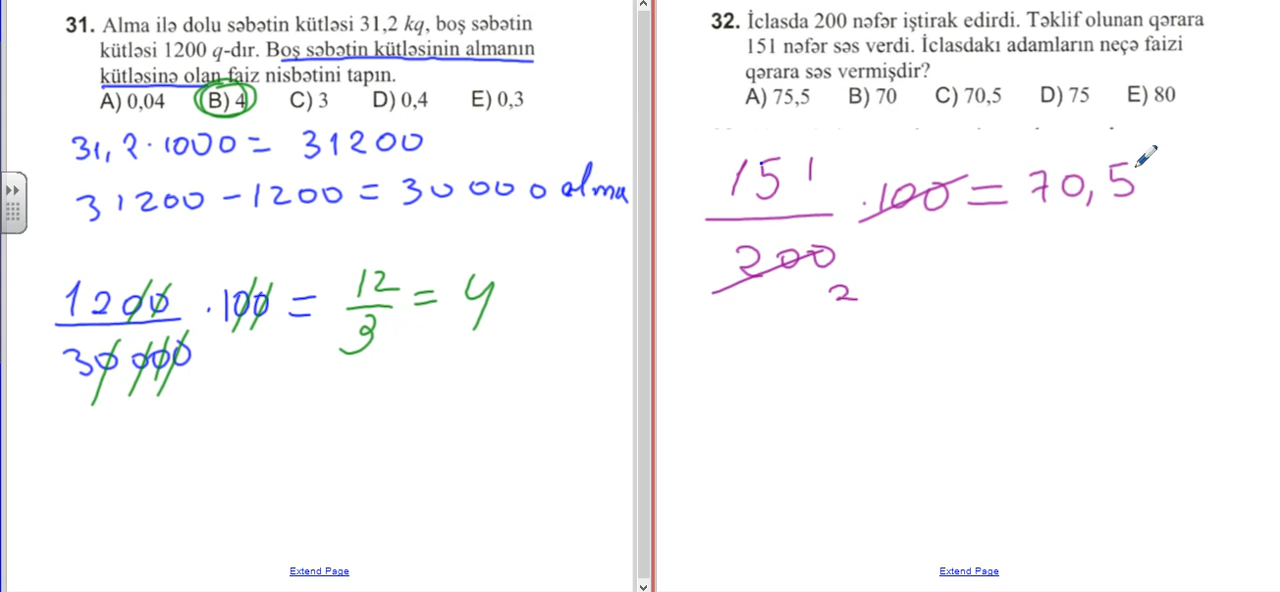 31. Alma ilə dolu səbətin kütləsi 31,2 kq, boş səbətin
kütləsi 1200 q-dır. Boş səbətin kütləsinin almanın
kütləsinə olan faiz nisbətini tapın.
A) 0,04 B) 4 C) 3 D) 0,4 E) 0,3
31,2 · 1000 = 31200
31200 - 1200 = 30000 alma
1200
30 000
· 100 =
12
3
= 4
Extend Page
32. İclasda 200 nəfər iştirak edirdi. Təklif olunan qərara
151 nəfər səs verdi. İclasdakı adamların neçə faizi
qərara səs vermişdir?
A) 75,5 B) 70 C) 70,5 D) 75 E) 80
151
200
2
· 100 = 70,5
Extend Page